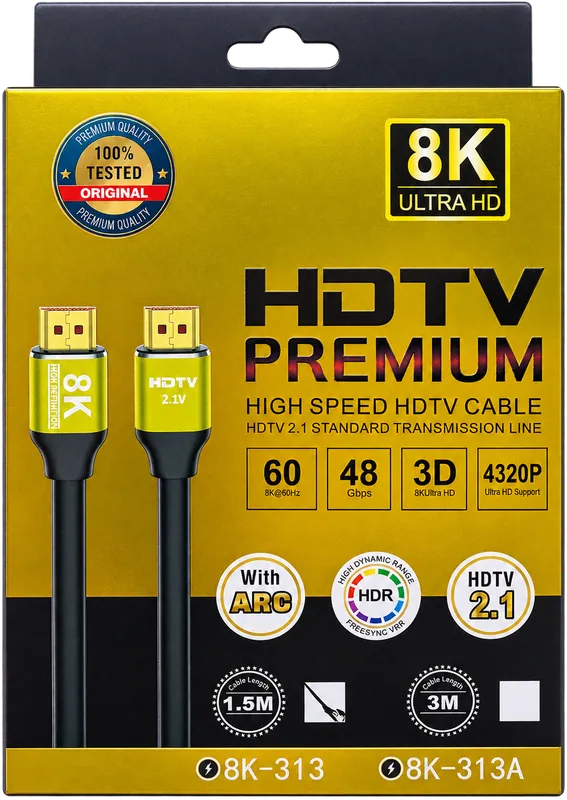 PREMIUM QUALITY
100%
TESTED
ORIGINAL
PREMIUM QUALITY
8K
ULTRA HD
HDTV
PREMIUM
HIGH SPEED HDTV CABLE
HDTV 2.1 STANDARD TRANSMISSION LINE
8K
HIGH DEFINITION
HDTV
2.1V
60
8K@60Hz
48
Gbps
3D
8KUltra HD
4320P
Ultra HD Support
With
ARC
HIGH DYNAMIC RANGE
HDR
FREESYNC VRR
HDTV
2.1
Cable Length
1.5M
Cable Length
3M
8K-313
8K-313A